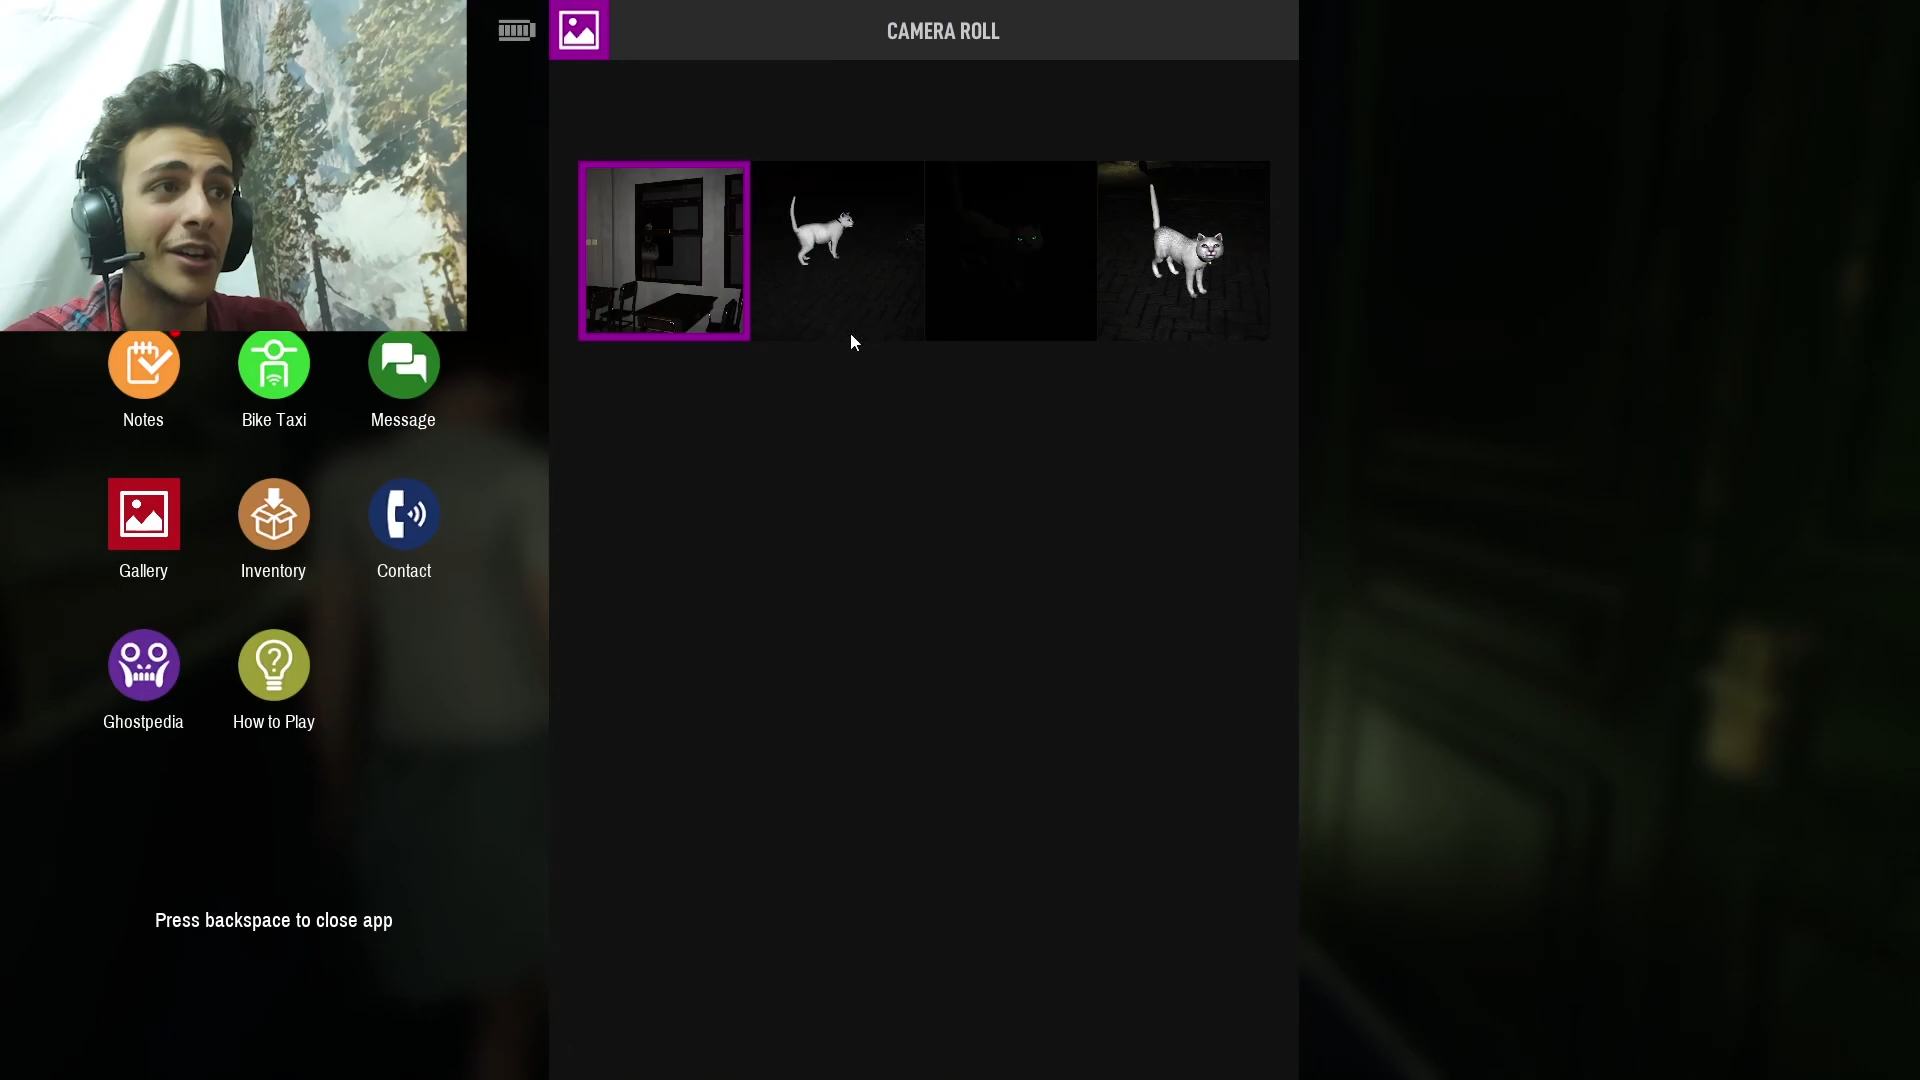 CAMERA ROLL
Notes
Bike Taxi
Message
Gallery
Inventory
Contact
Ghostpedia
How to Play
Press backspace to close app